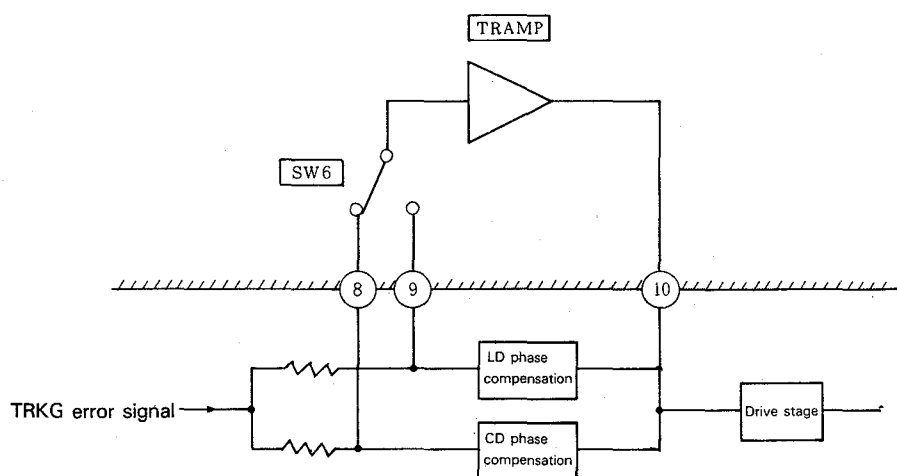 TRAMP
SW6
8
9
10
LD phase
compensation
TRKG error signal
Drive stage
CD phase
compensation